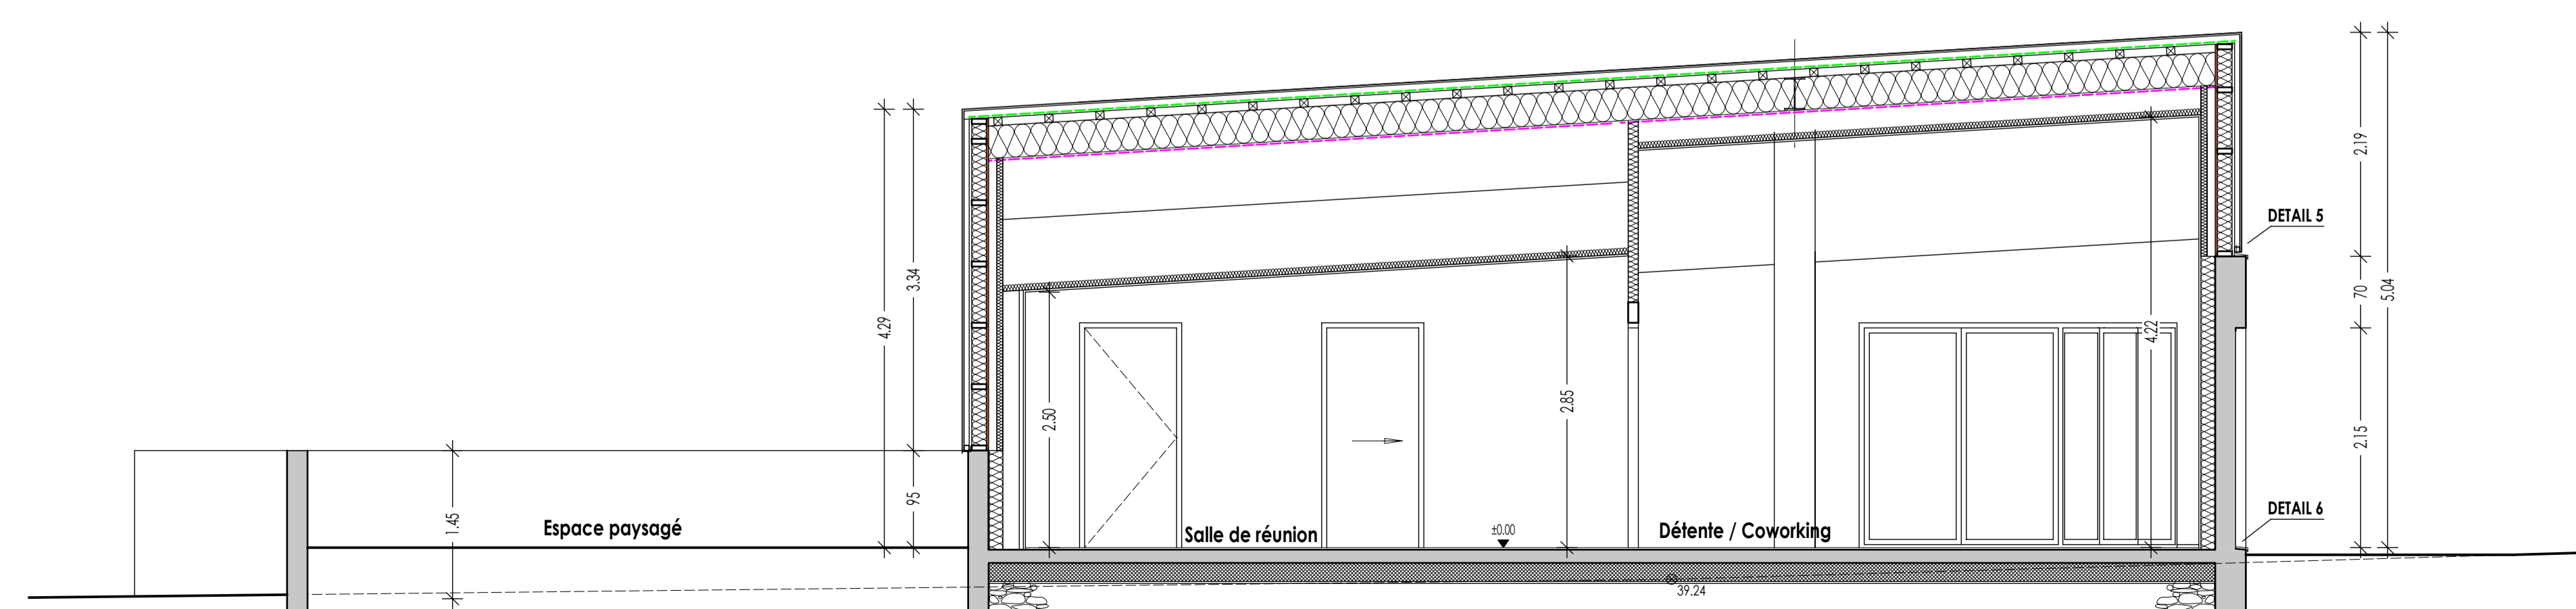 2.19
DETAIL 5
3.34
4.29
70
5.04
4.22
2.50
2.85
2.15
95
1.45
Espace paysagé
Salle de réunion
±0.00
Détente / Coworking
DETAIL 6
39.24